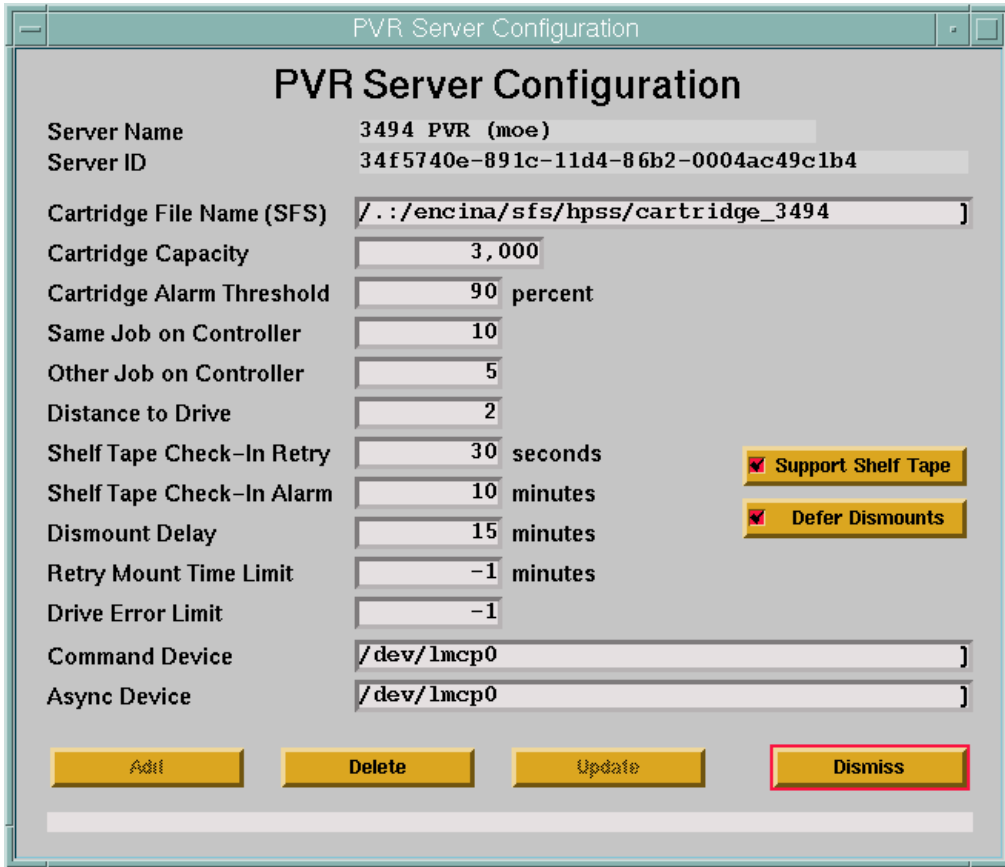 PVR Server Configuration
PVR Server Configuration
Server Name 3494 PVR (moe)
Server ID 34f5740e-891c-11d4-86b2-0004ac49c1b4
Cartridge File Name (SFS) /.:/encina/sfs/hpss/cartridge_3494
Cartridge Capacity 3,000
Cartridge Alarm Threshold 90 percent
Same Job on Controller 10
Other Job on Controller 5
Distance to Drive 2
Shelf Tape Check-In Retry 30 seconds
Support Shelf Tape
Shelf Tape Check-In Alarm 10 minutes
Defer Dismounts
Dismount Delay 15 minutes
Retry Mount Time Limit -1 minutes
Drive Error Limit -1
Command Device /dev/lmcp0
Async Device /dev/lmcp0
Add Delete Update Dismiss